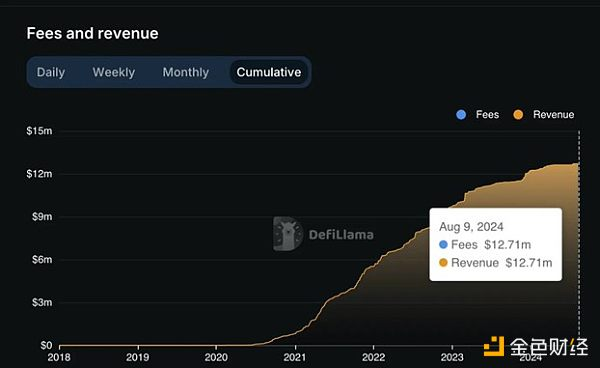 Fees and revenue
Daily Weekly Monthly Cumulative
Fees Revenue
$15m
$12m
$9m
$6m
$3m
$0
DefiLlama
Aug 9, 2024
Fees $12.71m
Revenue $12.71m
2018 2019 2020 2021 2022 2023 2024
金色财经